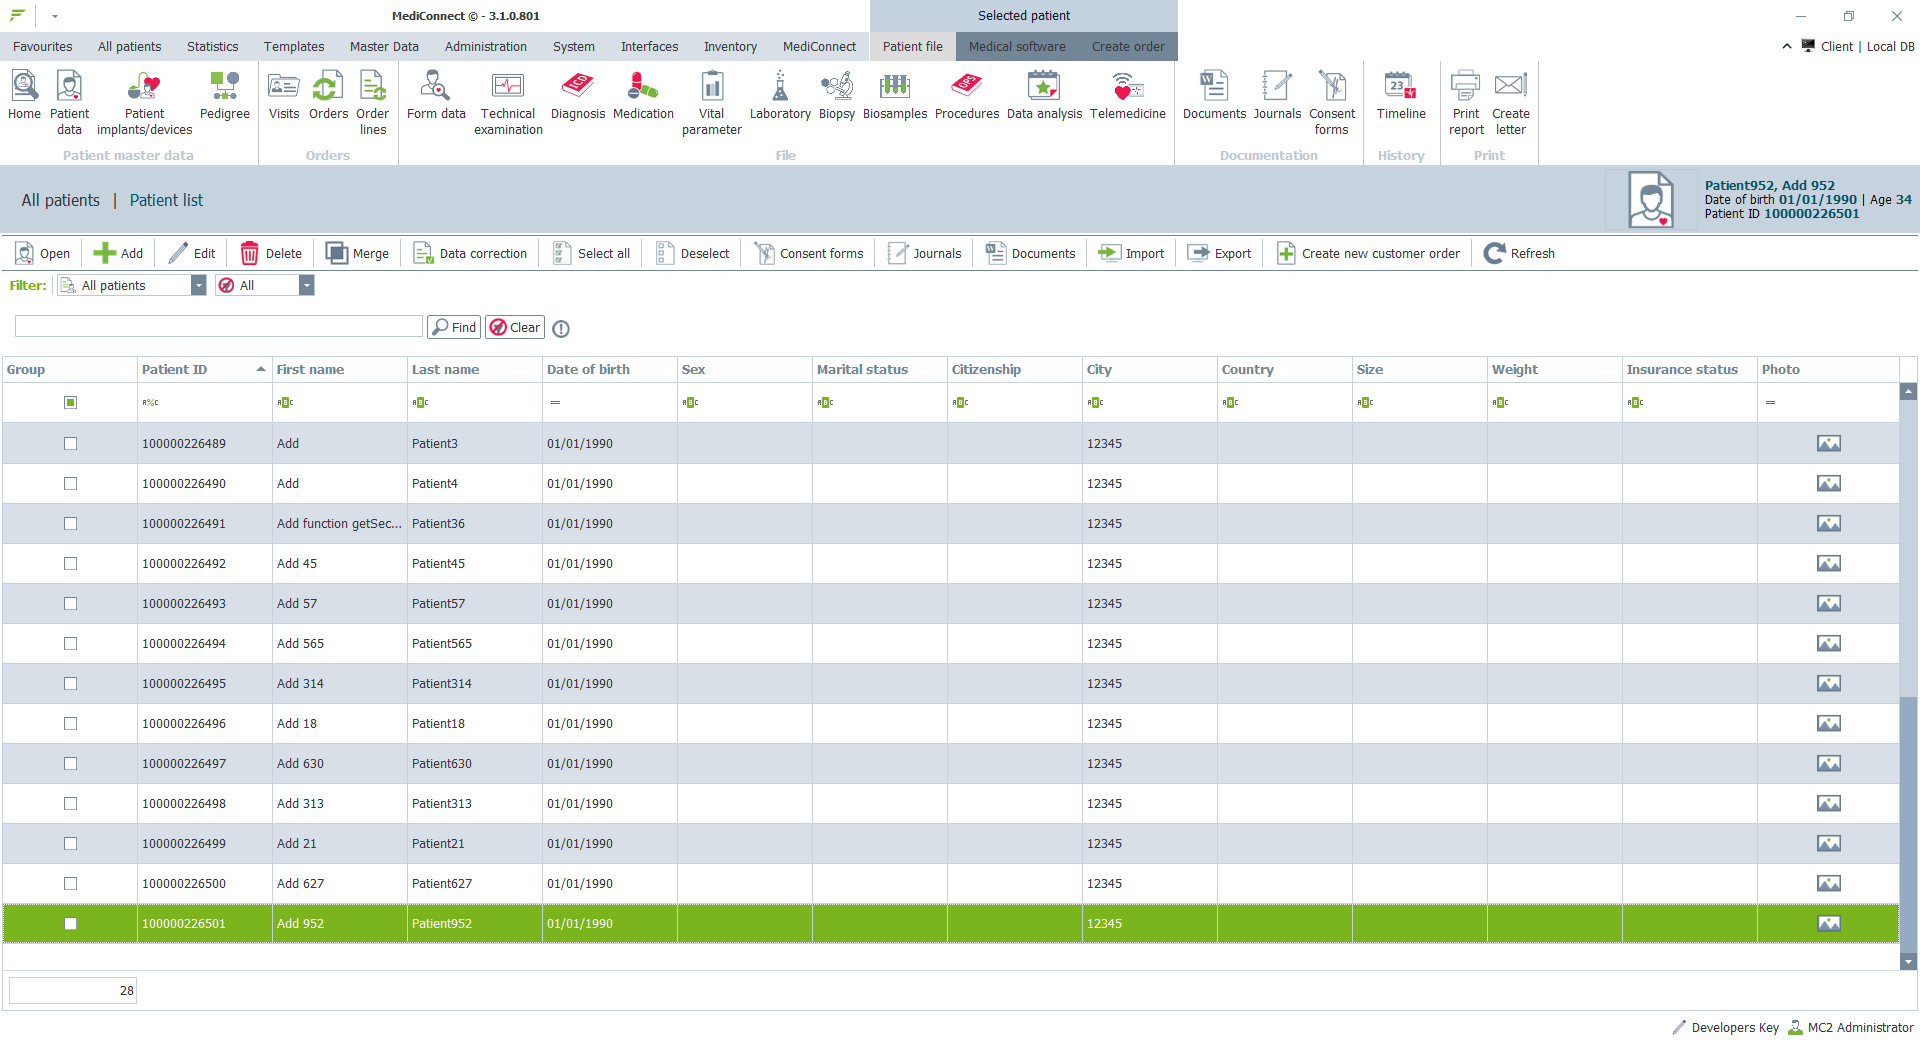 MediConnect © - 3.1.0.801
Selected patient
Favourites All patients Statistics Templates Master Data Administration System Interfaces Inventory MediConnect Patient file Medical software Create order Client | Local DB
Home Patient data Patient implants/devices Pedigree Visits Orders Order lines Form data Technical examination Diagnosis Medication Vital parameter Laboratory Biopsy Biosamples Procedures Data analysis Telemedicine Documents Journals Consent forms Timeline Print report Create letter
Patient master data Orders File Documentation History Print
All patients | Patient list
Patient952, Add 952
Date of birth 01/01/1990 | Age 34
Patient ID 100000226501
Open Add Edit Delete Merge Data correction Select all Deselect Consent forms Journals Documents Import Export Create new customer order Refresh
Filter: All patients All
Find Clear
Group Patient ID First name Last name Date of birth Sex Marital status Citizenship City Country Size Weight Insurance status Photo
100000226489 Add Patient3 01/01/1990 12345
100000226490 Add Patient4 01/01/1990 12345
100000226491 Add function getSec... Patient36 01/01/1990 12345
100000226492 Add 45 Patient45 01/01/1990 12345
100000226493 Add 57 Patient57 01/01/1990 12345
100000226494 Add 565 Patient565 01/01/1990 12345
100000226495 Add 314 Patient314 01/01/1990 12345
100000226496 Add 18 Patient18 01/01/1990 12345
100000226497 Add 630 Patient630 01/01/1990 12345
100000226498 Add 313 Patient313 01/01/1990 12345
100000226499 Add 21 Patient21 01/01/1990 12345
100000226500 Add 627 Patient627 01/01/1990 12345
100000226501 Add 952 Patient952 01/01/1990 12345
28
Developers Key MC2 Administrator